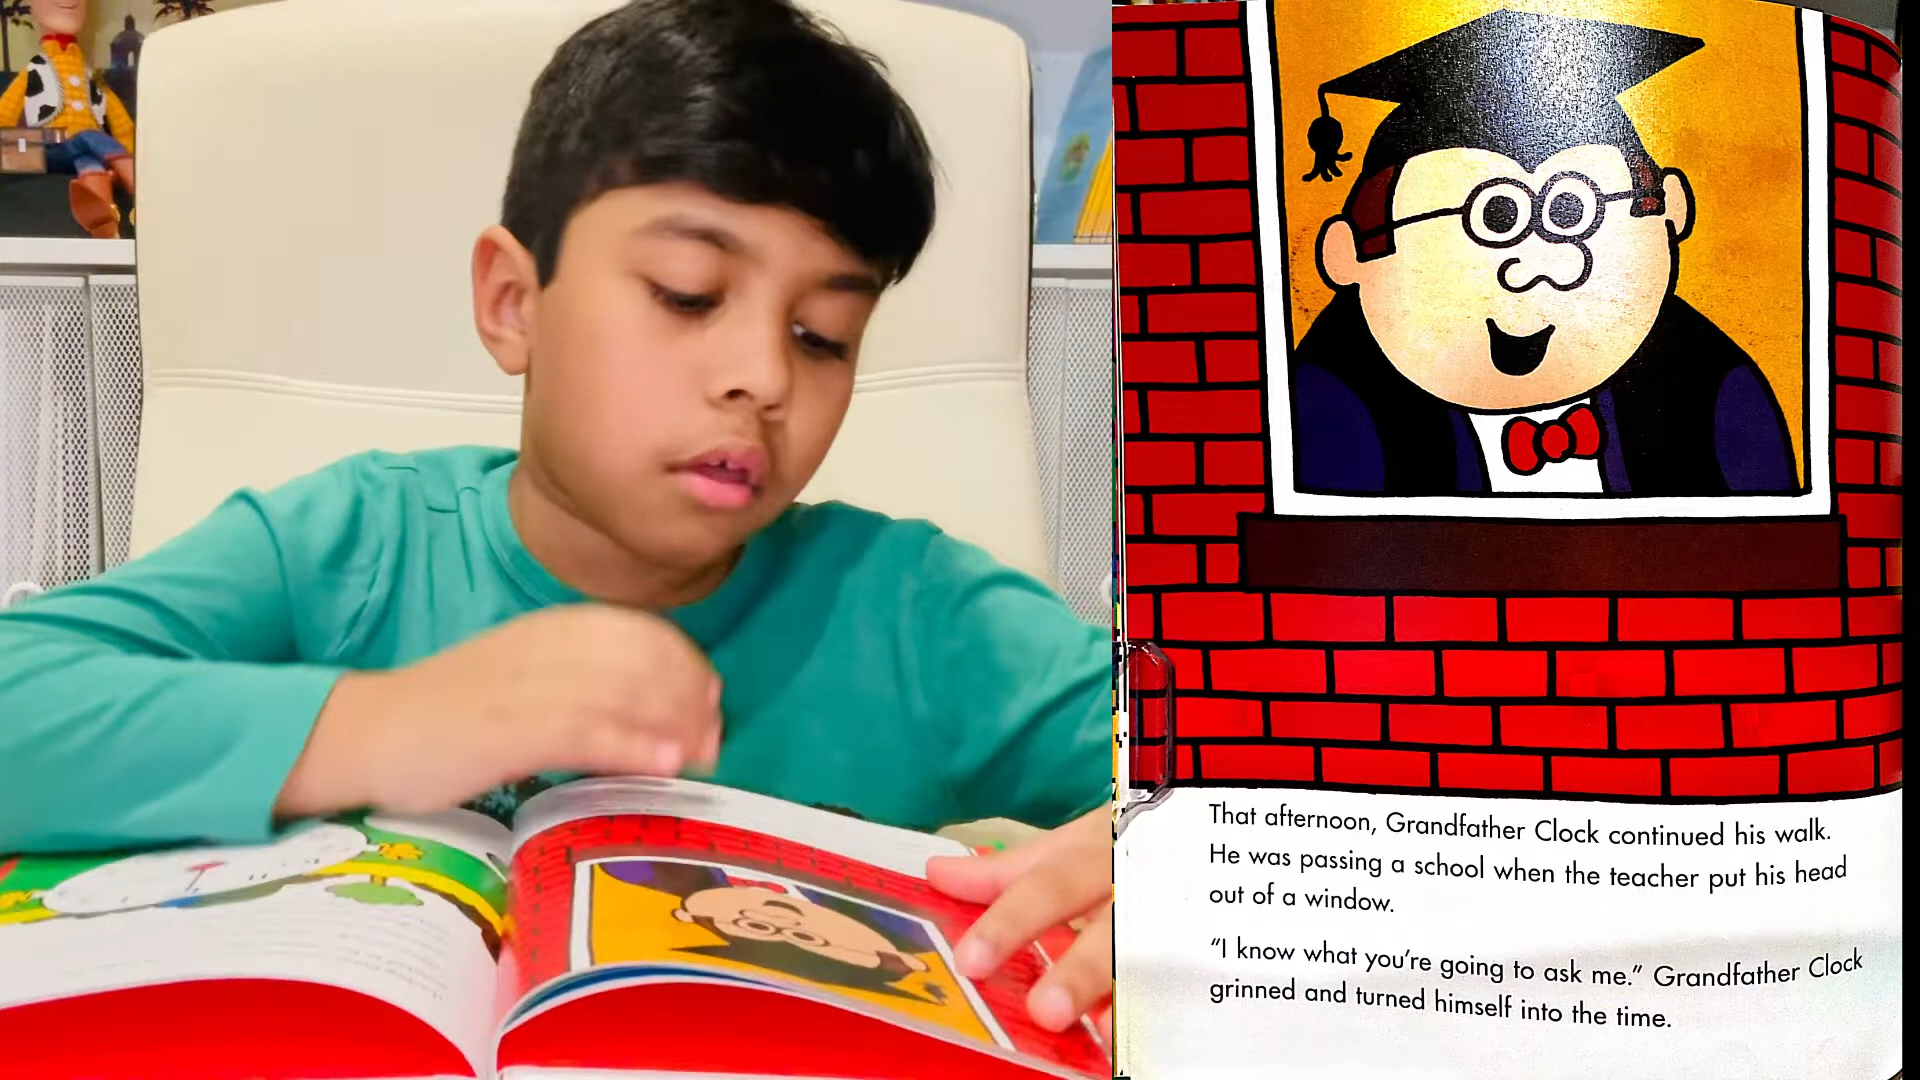 That afternoon, Grandfather Clock continued his walk.
He was passing a school when the teacher put his head
out of a window.
“I know what you’re going to ask me.” Grandfather Clock
grinned and turned himself into the time.